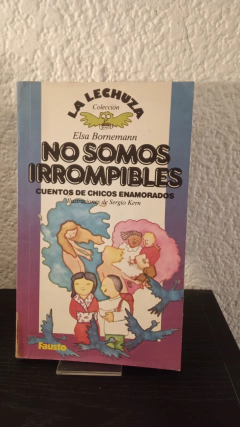 LA LECHUZA
Colección
Elsa Bornemann
NO SOMOS
IRROMPIBLES
CUENTOS DE CHICOS ENAMORADOS
Ilustraciones de Sergio Kern
Fausto